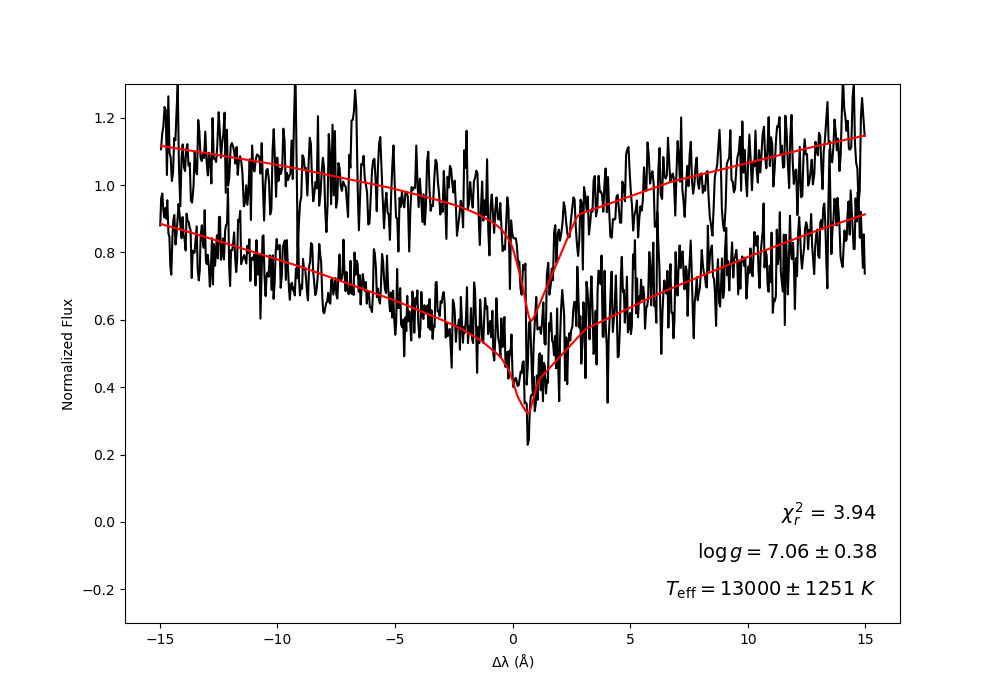 1.2
1.0
0.8
0.6
0.4
0.2
0.0
−0.2
Normalized Flux
χ²ᵣ = 3.94
log g = 7.06 ± 0.38
T_eff = 13000 ± 1251 K
−15 −10 −5 0 5 10 15
Δλ (Å)